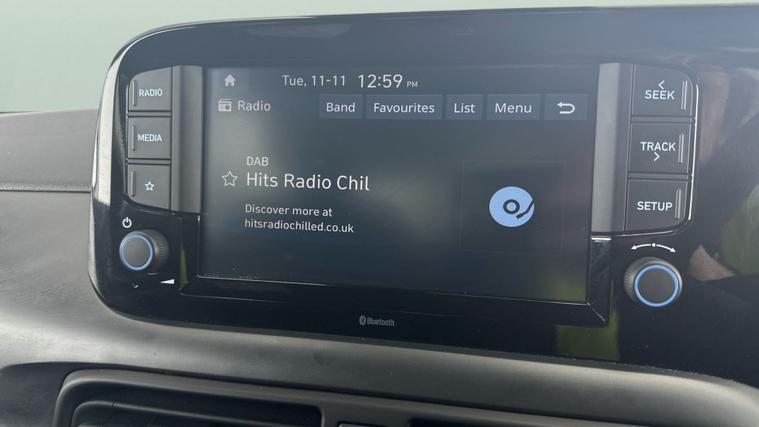 RADIO
MEDIA
Tue, 11-11 12:59 PM
Radio Band Favourites List Menu
DAB
Hits Radio Chil
Discover more at
hitsradiochilled.co.uk
SEEK
TRACK
SETUP
Bluetooth